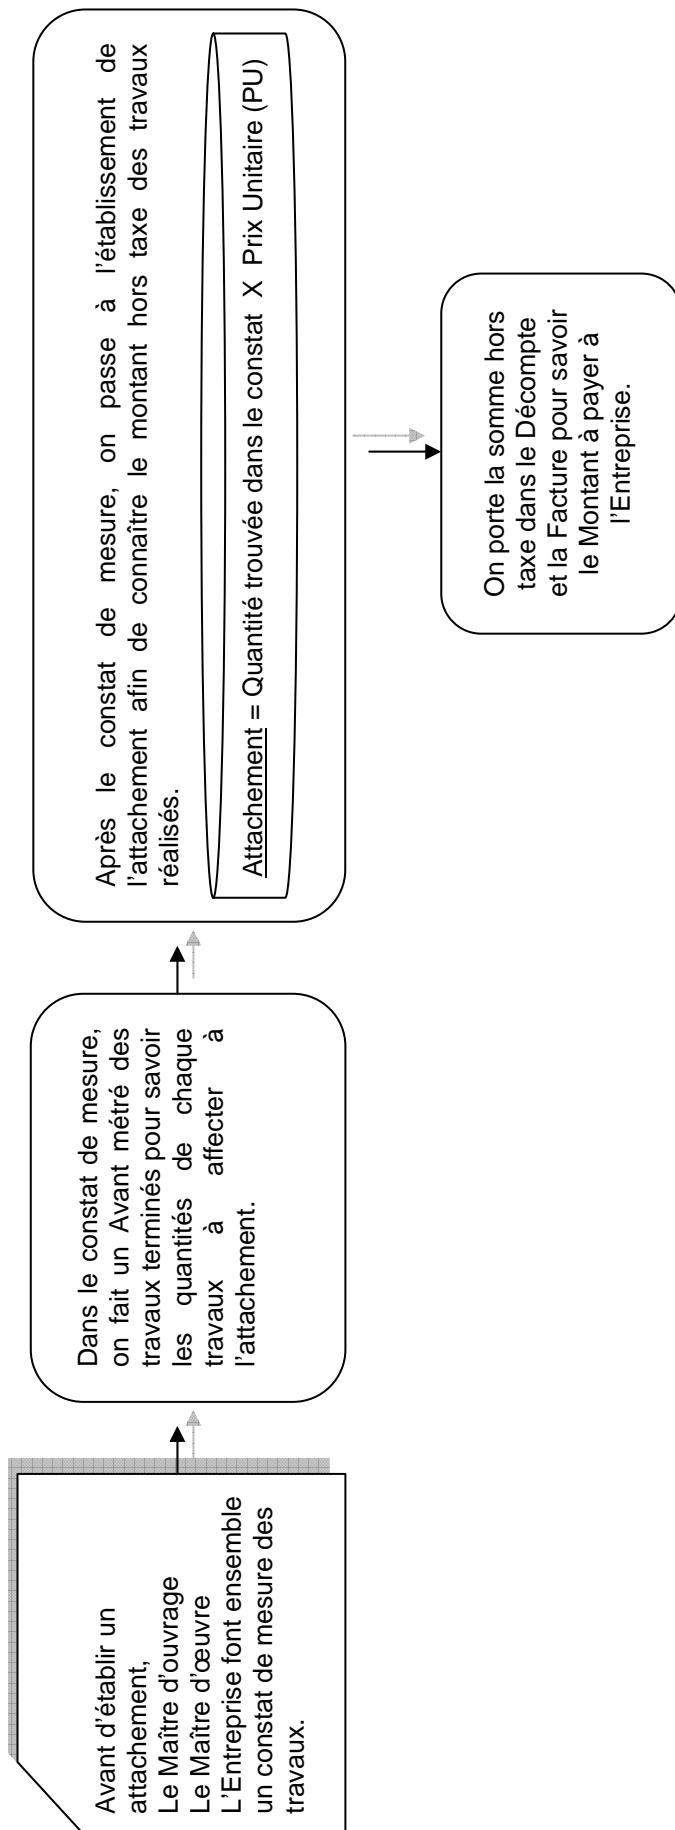 Avant d'établir un
attachement,
Le Maître d'ouvrage
Le Maître d'œuvre
L'Entreprise font ensemble
un constat de mesure des
travaux.
Dans le constat de mesure,
on fait un Avant métré des
travaux terminés pour savoir
les quantités de chaque
travaux à affecter à
l'attachement.
Après le constat de mesure, on passe à l'établissement de
l'attachement afin de connaître le montant hors taxe des travaux
réalisés.
Attachement = Quantité trouvée dans le constat X Prix Unitaire (PU)
On porte la somme hors
taxe dans le Décompte
et la Facture pour savoir
le Montant à payer à
l'Entreprise.